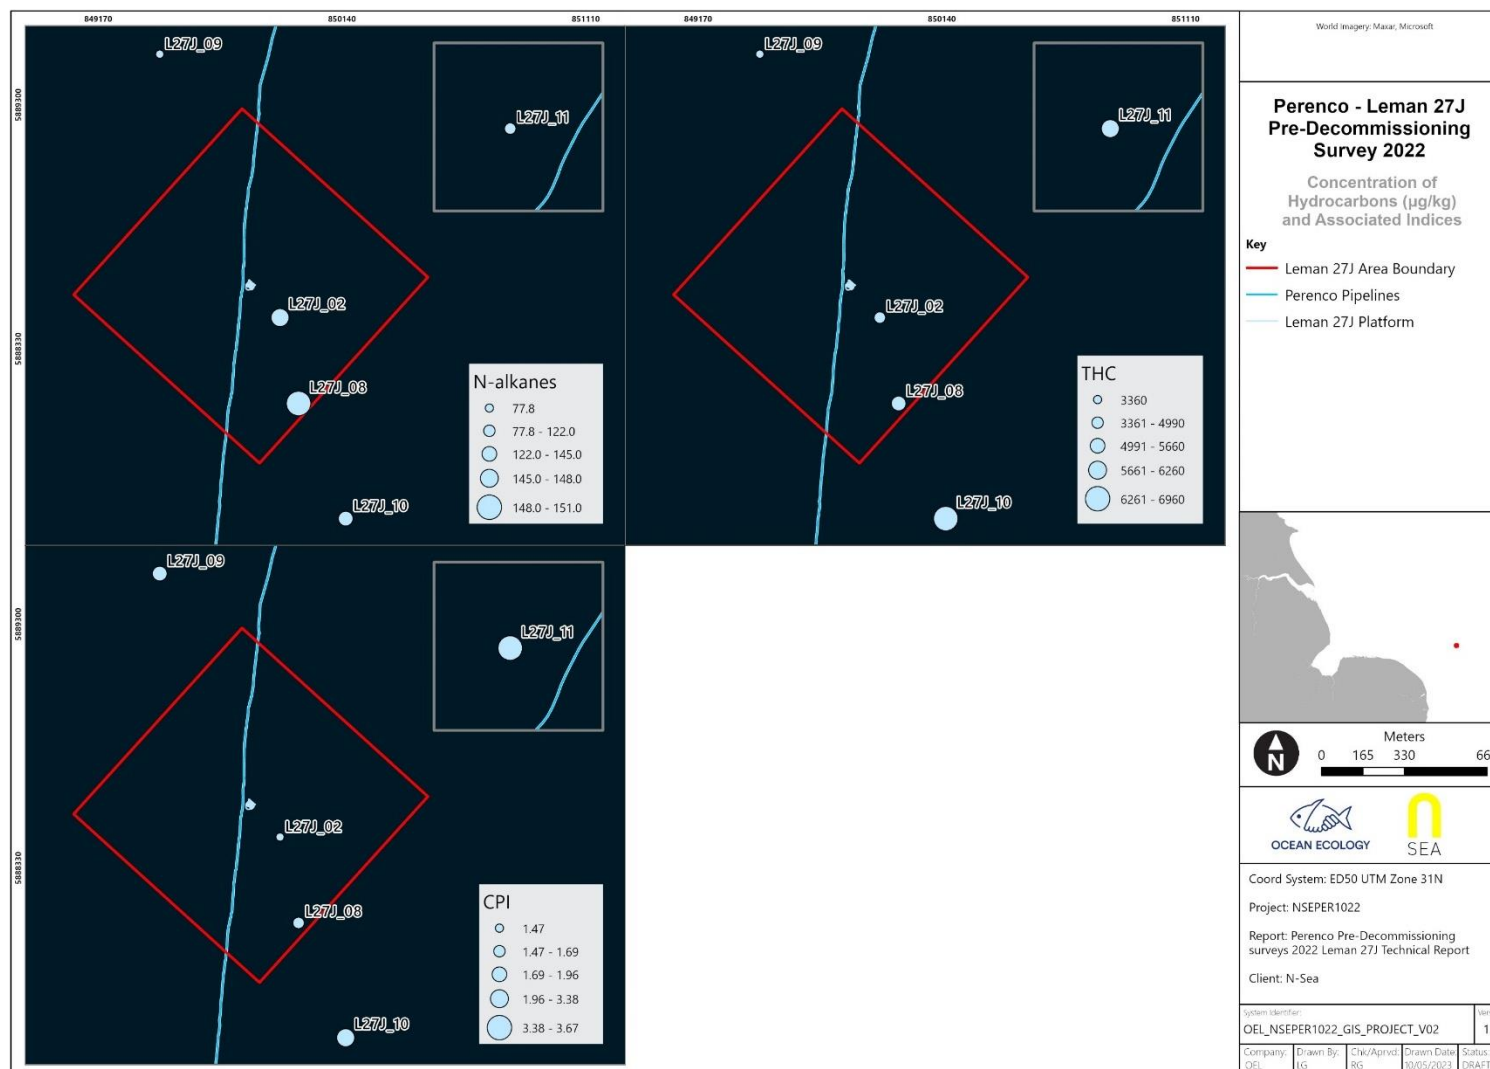 849170 850140 851110 849170 850140 851110
5889300
5888330
L27J_09
L27J_11
L27J_02
L27J_08
L27J_10
N-alkanes
77.8
77.8 - 122.0
122.0 - 145.0
145.0 - 148.0
148.0 - 151.0
L27J_09
L27J_11
L27J_02
L27J_08
L27J_10
THC
3360
3361 - 4990
4991 - 5660
5661 - 6260
6261 - 6960
5889300
5888330
L27J_09
L27J_11
L27J_02
L27J_08
L27J_10
CPI
1.47
1.47 - 1.69
1.69 - 1.96
1.96 - 3.38
3.38 - 3.67
World Imagery: Maxar, Microsoft
Perenco - Leman 27J
Pre-Decommissioning
Survey 2022
Concentration of
Hydrocarbons (µg/kg)
and Associated Indices
Key
Leman 27J Area Boundary
Perenco Pipelines
Leman 27J Platform
N
Meters
0 165 330 66
OCEAN ECOLOGY
SEA
Coord System: ED50 UTM Zone 31N
Project: NSEPER1022
Report: Perenco Pre-Decommissioning
surveys 2022 Leman 27J Technical Report
Client: N-Sea
System Identifier: Ver
OEL_NSEPER1022_GIS_PROJECT_V02 1
Company: Drawn By: Chk/Aprvd: Drawn Date: Status:
OEL LG RG 10/05/2023 DRAFT